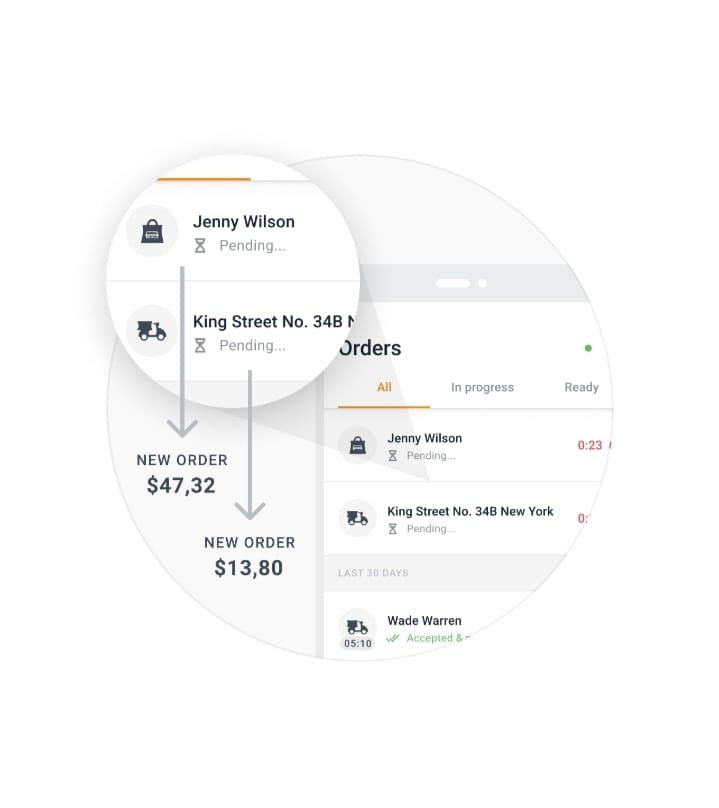 Jenny Wilson
Pending...
King Street No. 34B
Pending...
NEW ORDER
$47,32
NEW ORDER
$13,80
Orders
All In progress Ready
Jenny Wilson 0:23
Pending...
King Street No. 34B New York 0:
Pending...
LAST 30 DAYS
Wade Warren
05:10 Accepted &